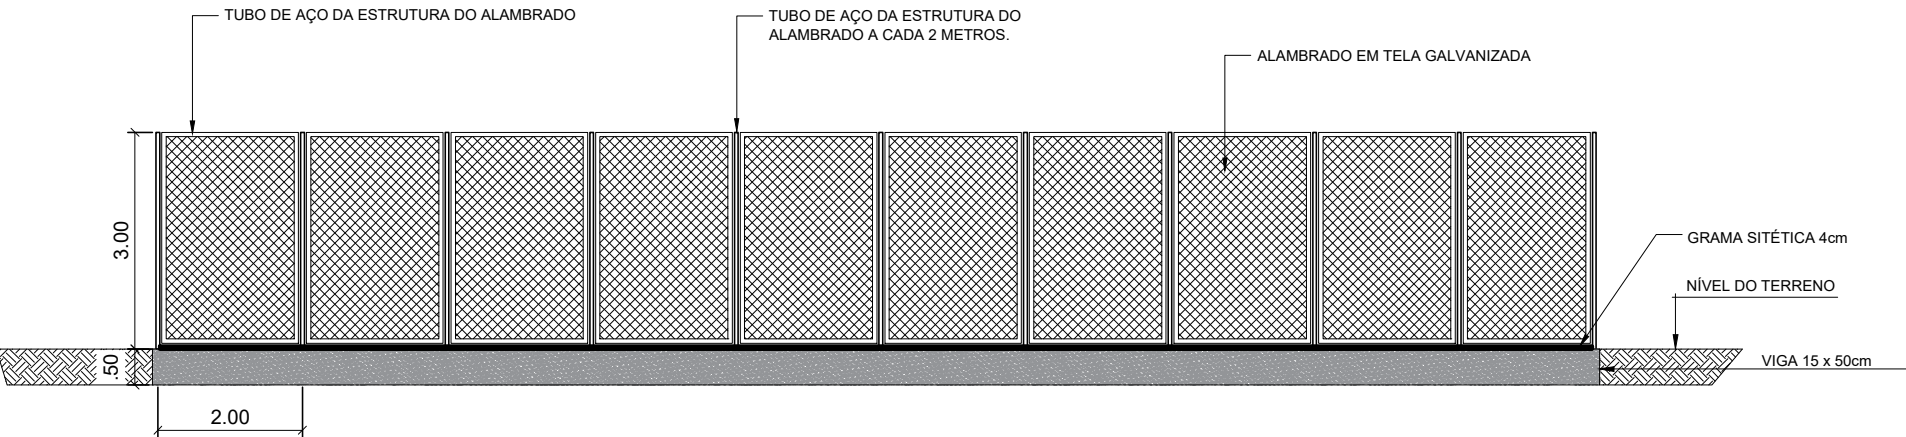 TUBO DE AÇO DA ESTRUTURA DO ALAMBRADO
TUBO DE AÇO DA ESTRUTURA DO
ALAMBRADO A CADA 2 METROS.
ALAMBRADO EM TELA GALVANIZADA
3.00
GRAMA SITÉTICA 4cm
NÍVEL DO TERRENO
.50
VIGA 15 x 50cm
2.00